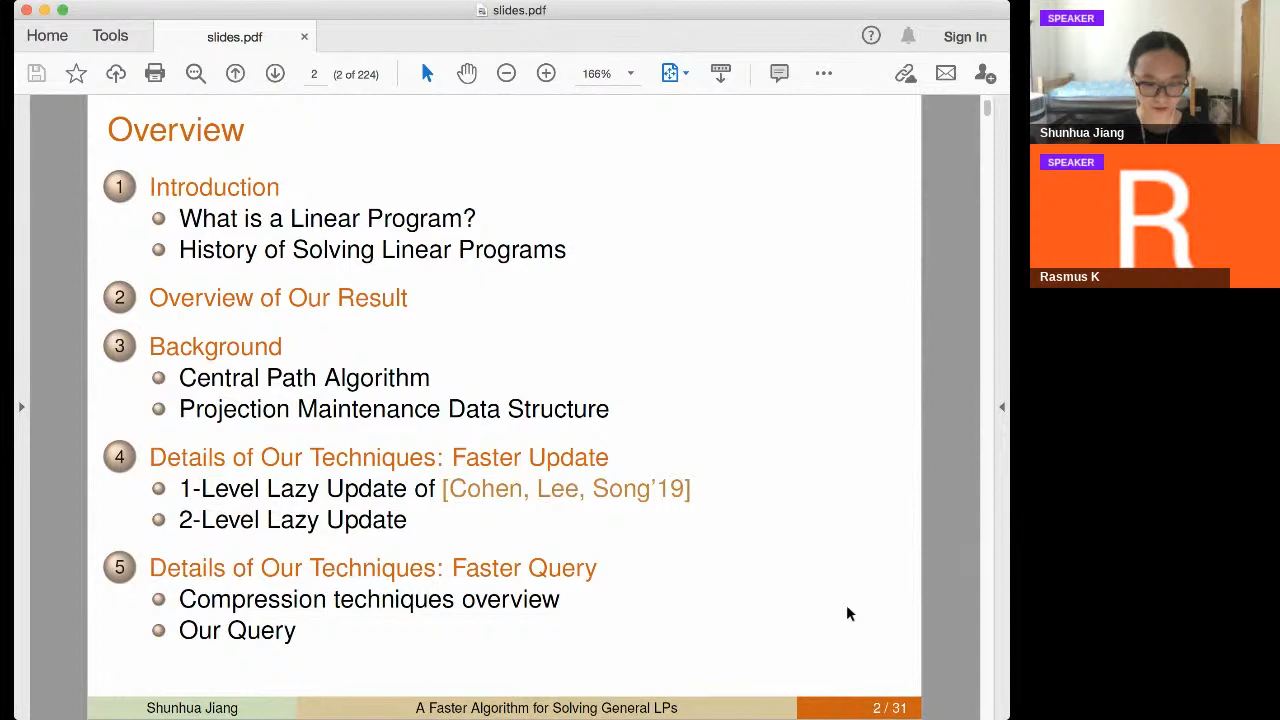 slides.pdf
Home
Tools
slides.pdf
×
Sign In
2
(2 of 224)
166%
Overview
1 Introduction
What is a Linear Program?
History of Solving Linear Programs
2 Overview of Our Result
3 Background
Central Path Algorithm
Projection Maintenance Data Structure
4 Details of Our Techniques: Faster Update
1-Level Lazy Update of [Cohen, Lee, Song'19]
2-Level Lazy Update
5 Details of Our Techniques: Faster Query
Compression techniques overview
Our Query
Shunhua Jiang
A Faster Algorithm for Solving General LPs
2 / 31
SPEAKER
Shunhua Jiang
SPEAKER
R
Rasmus K